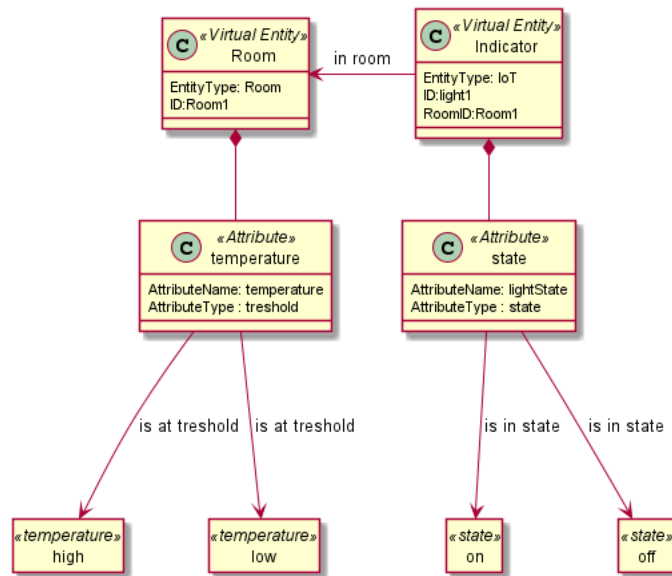 C «Virtual Entity»
Room
EntityType: Room
ID:Room1
in room
C «Virtual Entity»
Indicator
EntityType: IoT
ID:light1
RoomID:Room1
C «Attribute»
temperature
AttributeName: temperature
AttributeType : treshold
C «Attribute»
state
AttributeName: lightState
AttributeType : state
is at treshold
is at treshold
is in state
is in state
«temperature»
high
«temperature»
low
«state»
on
«state»
off